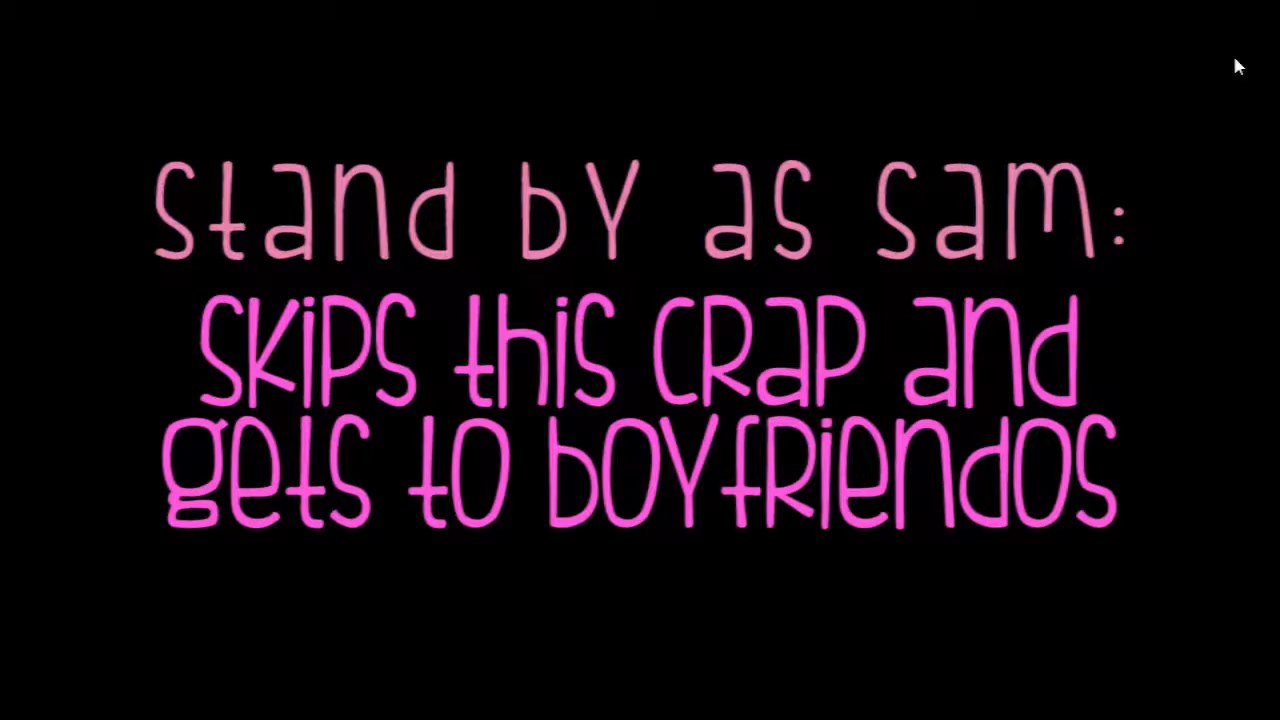 stand by as sam:
skips this crap and
gets to boyfriendos